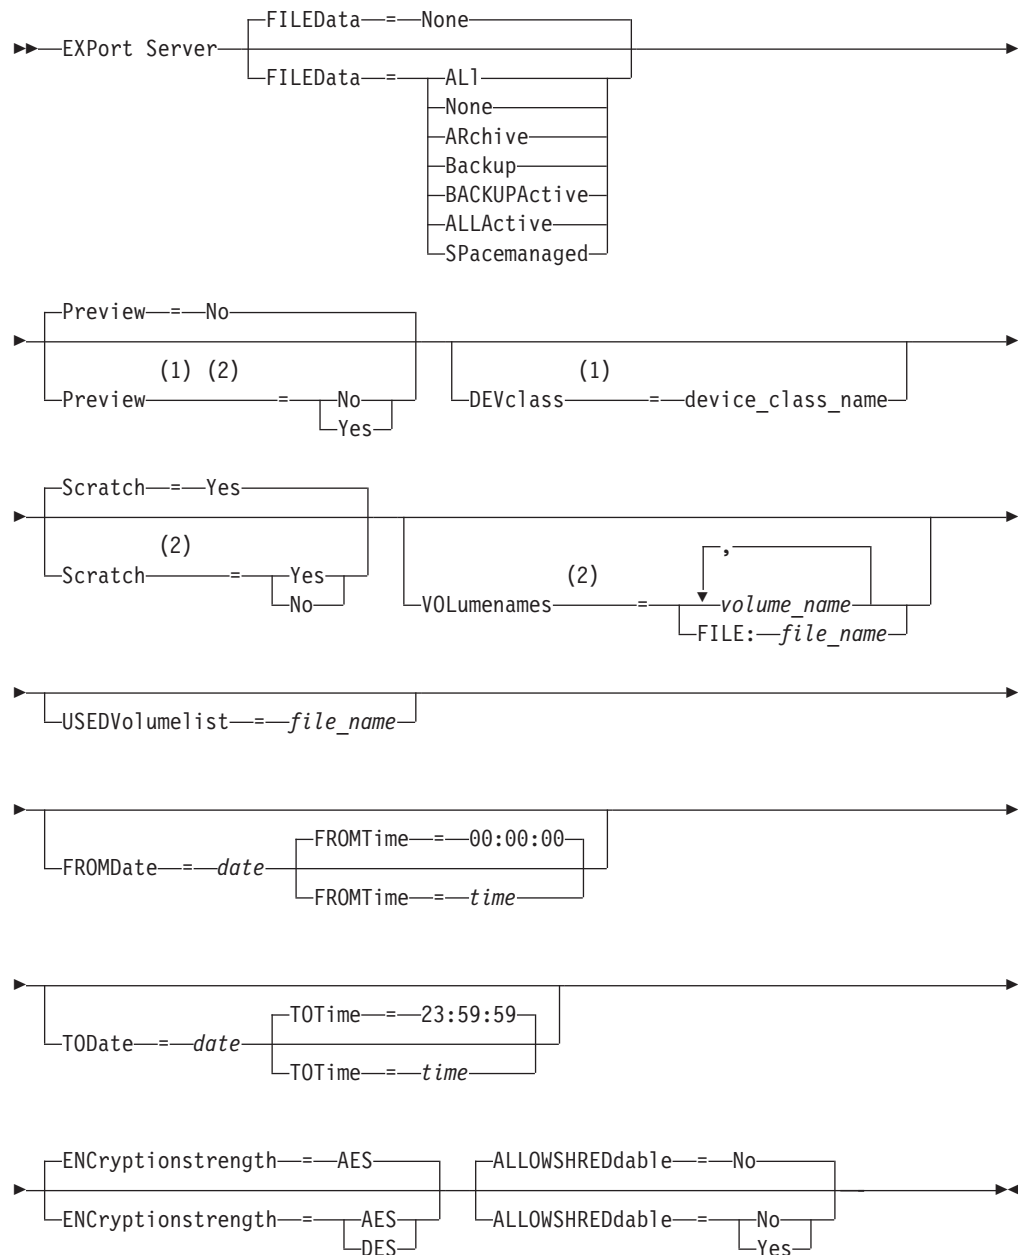 FILEData = None
EXPort Server
FILEData = ALl
None
ARchive
Backup
BACKUPActive
ALLActive
SPacemanaged
Preview = No
(1) (2)
Preview = No
Yes
(1)
DEVclass = device_class_name
Scratch = Yes
(2)
Scratch = Yes
No
,
(2)
VOLumenames = volume_name
FILE: file_name
USEDVolumelist = file_name
FROMTime = 00:00:00
FROMDate = date
FROMTime = time
TOTime = 23:59:59
TODate = date
TOTime = time
ENCryptionstrength = AES
ENCryptionstrength = AES
DES
ALLOWSHREDdable = No
ALLOWSHREDdable = No
Yes